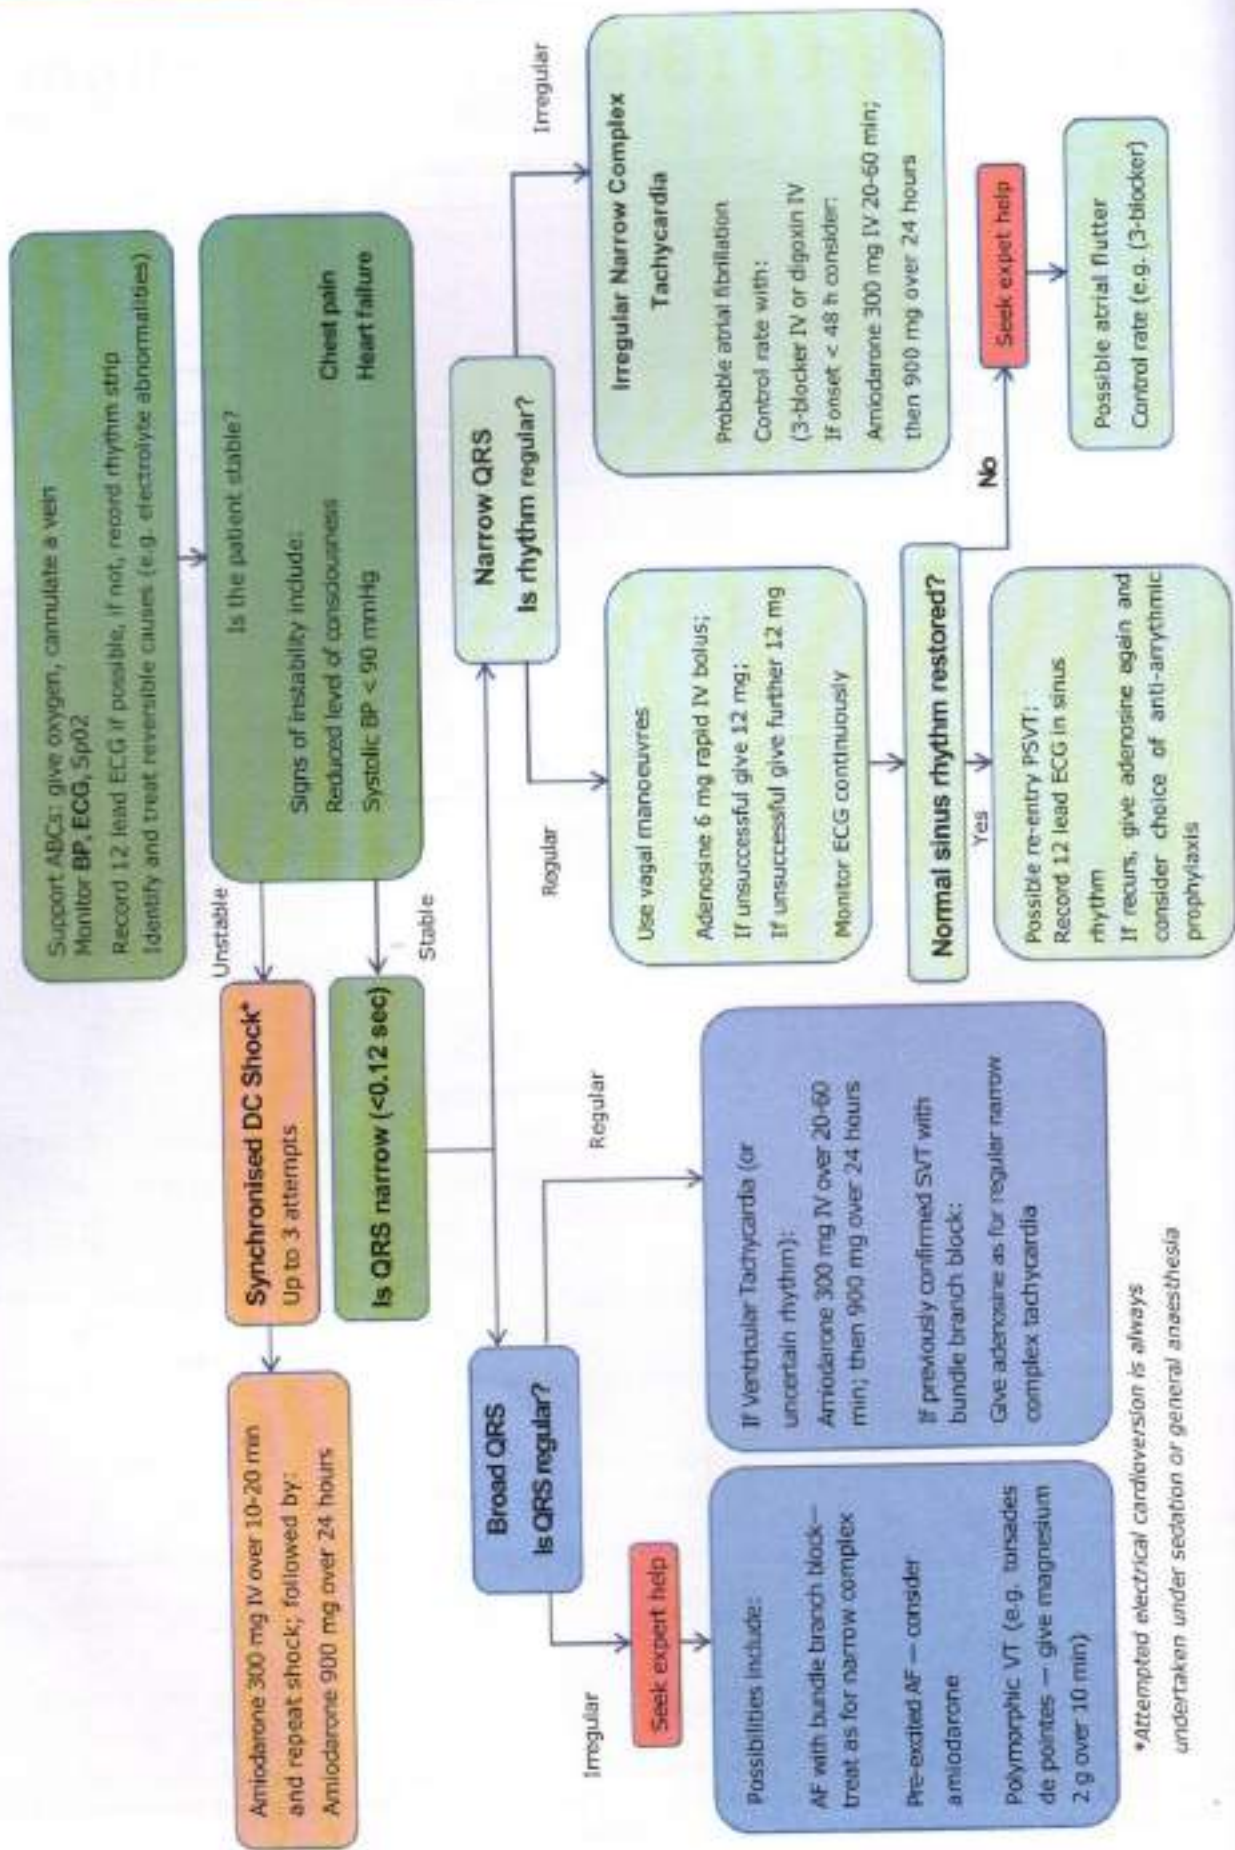 Support ABCs: give oxygen, cannulate a vein
Monitor BP, ECG, Sp02
Record 12 lead ECG if possible, if not, record rhythm strip
Identify and treat reversible causes (e.g. electrolyte abnormalities)
Is the patient stable?
Signs of instability include:
Reduced level of consciousness
Chest pain
Systolic BP < 90 mmHg
Heart failure
Unstable
Stable
Synchronised DC Shock*
Up to 3 attempts
Amiodarone 300 mg IV over 10-20 min
and repeat shock; followed by:
Amiodarone 900 mg over 24 hours
Is QRS narrow (<0.12 sec)
Broad QRS
Is QRS regular?
Irregular
Regular
Seek expert help
Possibilities include:
AF with bundle branch block—
treat as for narrow complex
Pre-excited AF — consider
amiodarone
Polymorphic VT (e.g. torsades
de pointes — give magnesium
2 g over 10 min)
If Ventricular Tachycardia (or
uncertain rhythm):
Amiodarone 300 mg IV over 20-60
min; then 900 mg over 24 hours
If previously confirmed SVT with
bundle branch block:
Give adenosine as for regular narrow
complex tachycardia
Narrow QRS
Is rhythm regular?
Regular
Irregular
Use vagal manoeuvres
Adenosine 6 mg rapid IV bolus;
If unsuccessful give 12 mg;
If unsuccessful give further 12 mg
Monitor ECG continuously
Irregular Narrow Complex
Tachycardia
Probable atrial fibrillation
Control rate with:
(3-blocker IV or digoxin IV
If onset < 48 h consider:
Amiodarone 300 mg IV 20-60 min;
then 900 mg over 24 hours
Normal sinus rhythm restored?
Yes
No
Possible re-entry PSVT;
Record 12 lead ECG in sinus
rhythm
If recurs, give adenosine again and
consider choice of anti-arrythmic
prophylaxis
Seek expet help
Possible atrial flutter
Control rate (e.g. (3-blocker)
*Attempted electrical cardioversion is always
undertaken under sedation or general anaesthesia